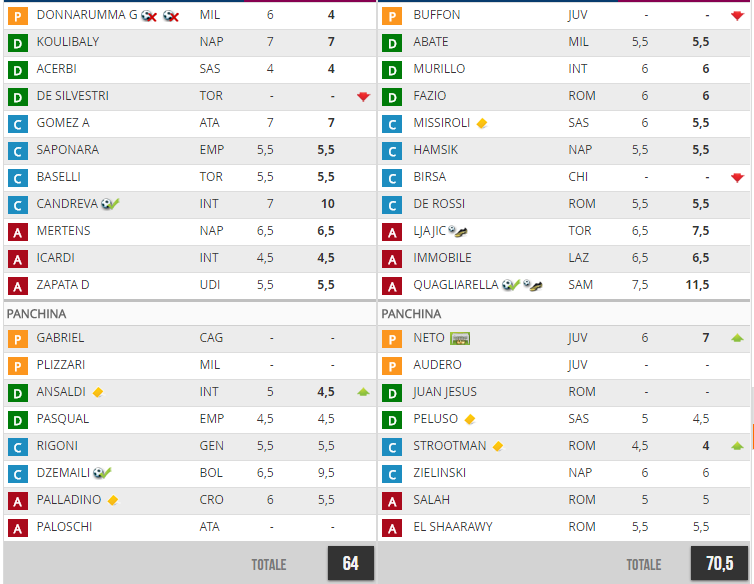 P DONNARUMMA G MIL 6 4
D KOULIBALY NAP 7 7
D ACERBI SAS 4 4
D DE SILVESTRI TOR - -
C GOMEZ A ATA 7 7
C SAPONARA EMP 5,5 5,5
C BASELLI TOR 5,5 5,5
C CANDREVA INT 7 10
A MERTENS NAP 6,5 6,5
A ICARDI INT 4,5 4,5
A ZAPATA D UDI 5,5 5,5
PANCHINA
P GABRIEL CAG - -
P PLIZZARI MIL - -
D ANSALDI INT 5 4,5
D PASQUAL EMP 4,5 4,5
C RIGONI GEN 5,5 5,5
C DZEMAILI BOL 6,5 9,5
A PALLADINO CRO 6 5,5
A PALOSCHI ATA - -
TOTALE 64
P BUFFON JUV - -
D ABATE MIL 5,5 5,5
D MURILLO INT 6 6
D FAZIO ROM 6 6
C MISSIROLI SAS 6 5,5
C HAMSIK NAP 5,5 5,5
C BIRSA CHI - -
C DE ROSSI ROM 5,5 5,5
A LJAJIC TOR 6,5 7,5
A IMMOBILE LAZ 6,5 6,5
A QUAGLIARELLA SAM 7,5 11,5
PANCHINA
P NETO JUV 6 7
P AUDERO JUV - -
D JUAN JESUS ROM - -
D PELUSO SAS 5 4,5
C STROOTMAN ROM 4,5 4
C ZIELINSKI NAP 6 6
A SALAH ROM 5 5
A EL SHAARAWY ROM 5,5 5,5
TOTALE 70,5